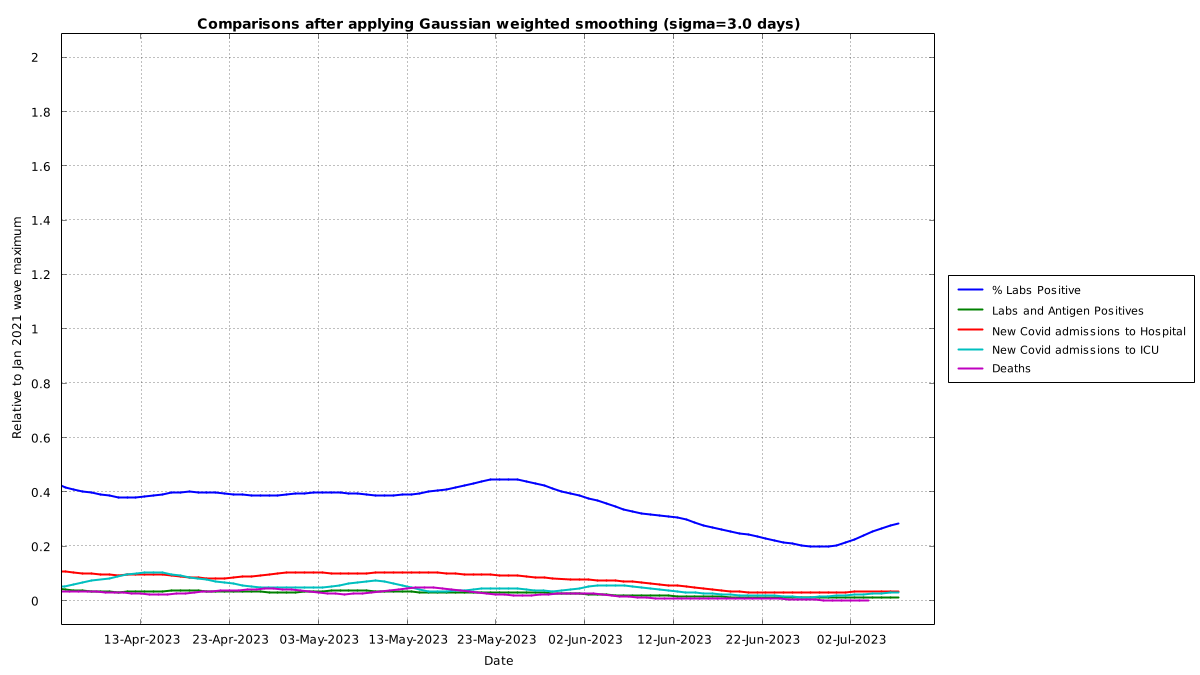 Comparisons after applying Gaussian weighted smoothing (sigma=3.0 days)
Relative to Jan 2021 wave maximum
2
1.8
1.6
1.4
1.2
1
0.8
0.6
0.4
0.2
0
13-Apr-2023 23-Apr-2023 03-May-2023 13-May-2023 23-May-2023 02-Jun-2023 12-Jun-2023 22-Jun-2023 02-Jul-2023
Date
% Labs Positive
Labs and Antigen Positives
New Covid admissions to Hospital
New Covid admissions to ICU
Deaths